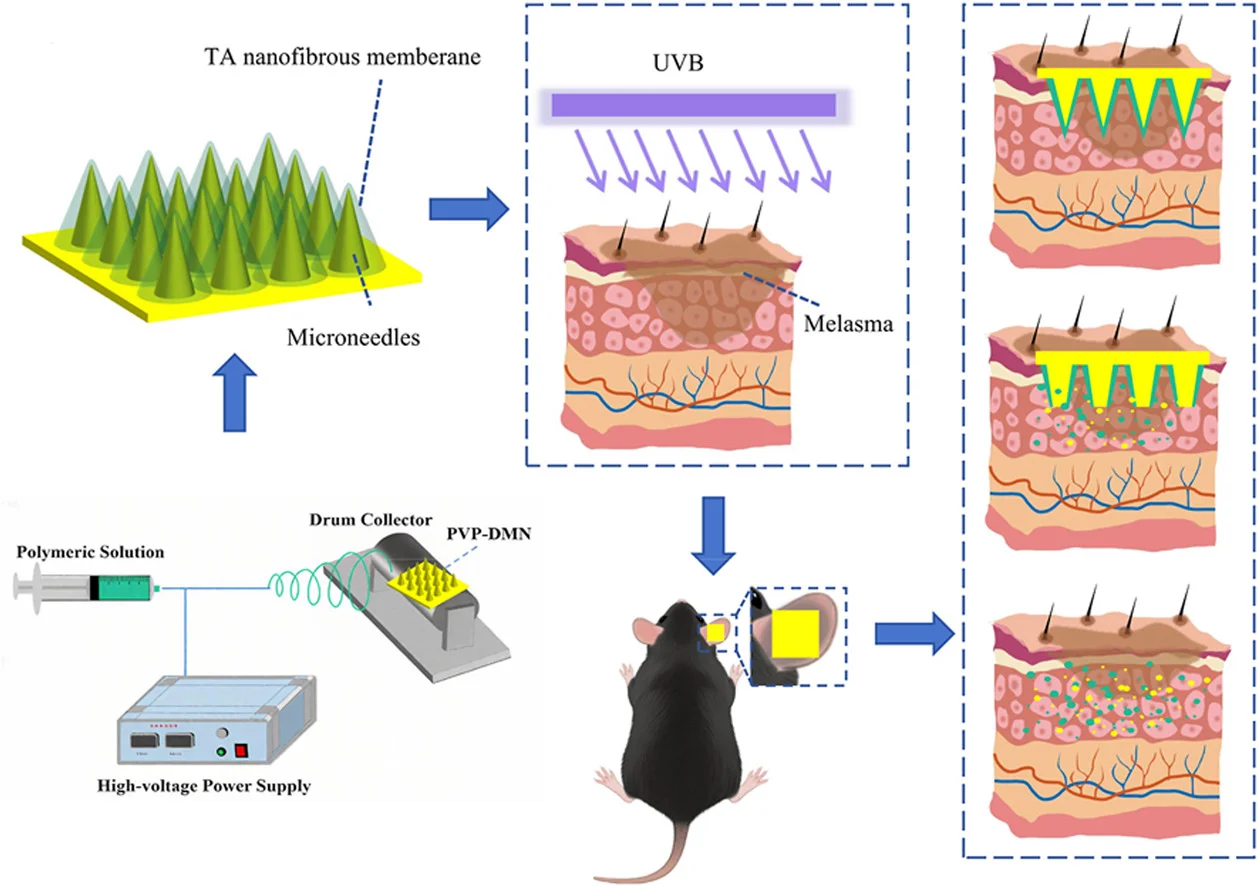 TA nanofibrous memberane
Microneedles
UVB
Melasma
Drum Collector
PVP-DMN
Polymeric Solution
High-voltage Power Supply